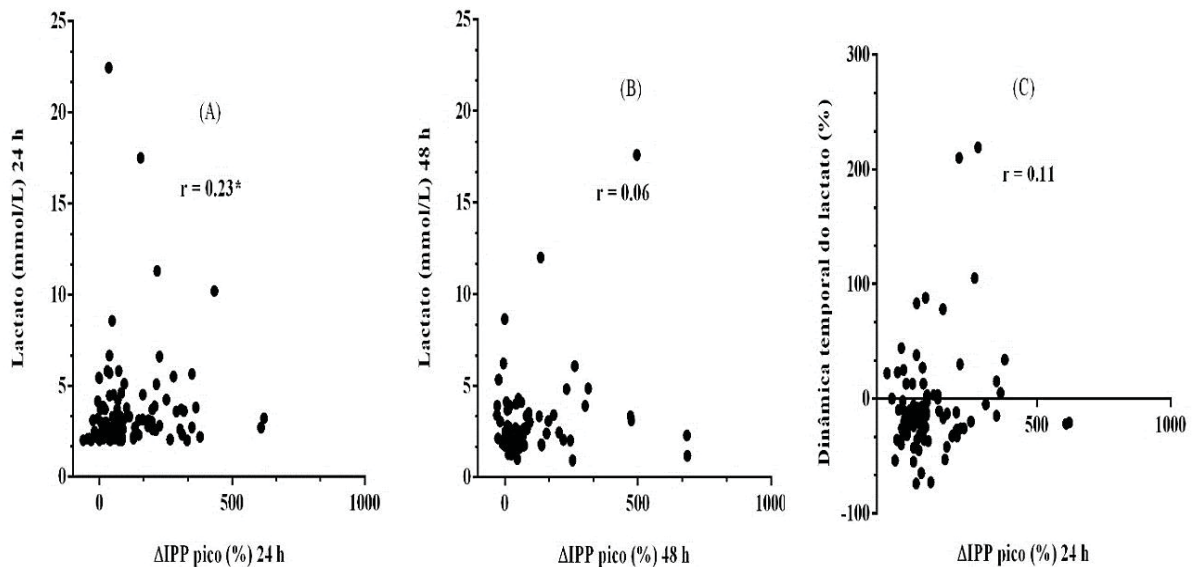 Lactato (mmol/L) 24 h
25
20
15
10
5
0
(A)
r = 0.23*
0
500
1000
ΔIPP pico (%) 24 h
Lactato (mmol/L) 48 h
25
20
15
10
5
0
(B)
r = 0.06
0
500
1000
ΔIPP pico (%) 48 h
Dinâmica temporal do lactato (%)
300
200
100
0
-100
(C)
r = 0.11
500
1000
ΔIPP pico (%) 24 h